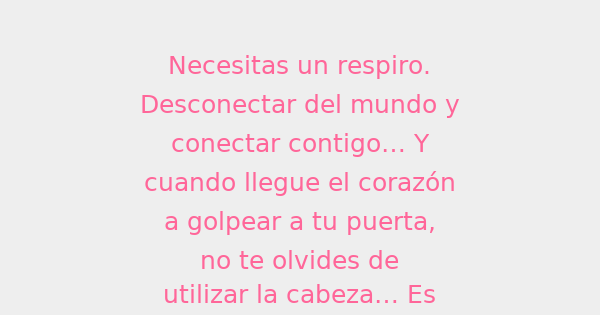 Necesitas un respiro.
Desconectar del mundo y
conectar contigo… Y
cuando llegue el corazón
a golpear a tu puerta,
no te olvides de
utilizar la cabeza… Es